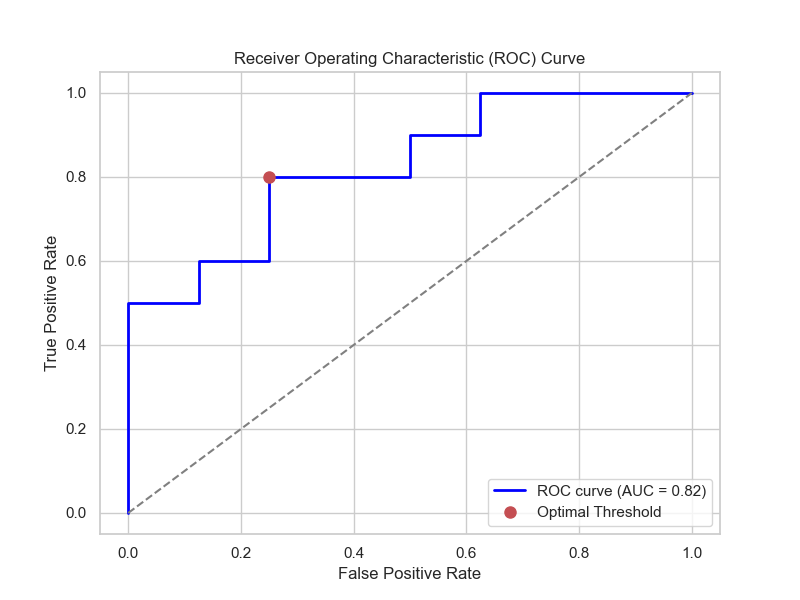 Receiver Operating Characteristic (ROC) Curve
True Positive Rate
1.0
0.8
0.6
0.4
0.2
0.0
ROC curve (AUC = 0.82)
Optimal Threshold
0.0 0.2 0.4 0.6 0.8 1.0
False Positive Rate